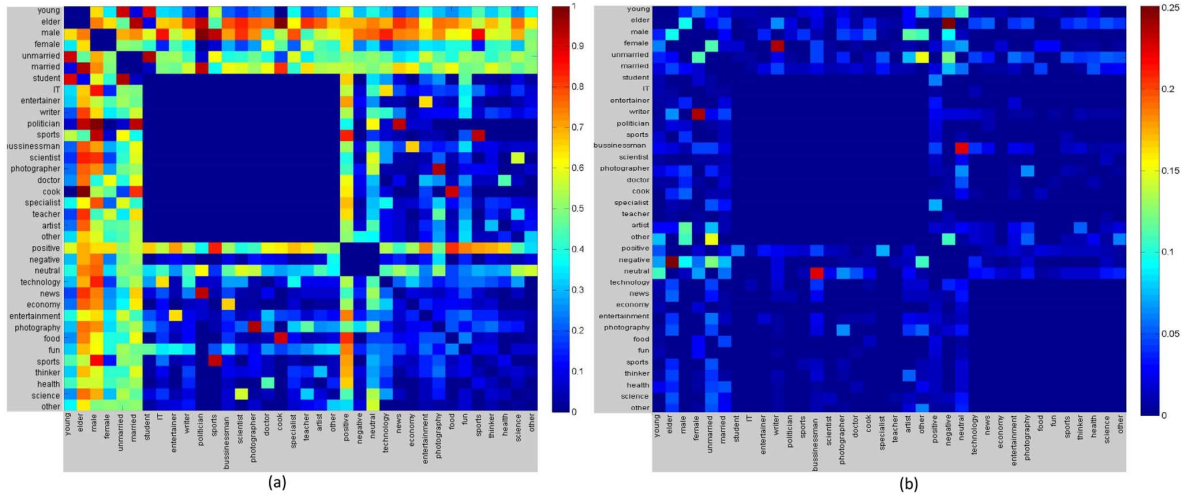 young
elder
male
female
unmarried
married
student
IT
entertainer
writer
politician
sports
bussinessman
scientist
photographer
doctor
cook
specialist
teacher
artist
other
positive
negative
neutral
technology
news
economy
entertainment
photography
food
fun
sports
thinker
health
science
other
young
elder
male
female
unmarried
married
student
IT
entertainer
writer
politician
sports
bussinessman
scientist
photographer
doctor
cook
specialist
teacher
artist
other
positive
negative
neutral
technology
news
economy
entertainment
photography
food
fun
sports
thinker
health
science
other
1
0.9
0.8
0.7
0.6
0.5
0.4
0.3
0.2
0.1
0
(a)
young
elder
male
female
unmarried
married
student
IT
entertainer
writer
politician
sports
bussinessman
scientist
photographer
doctor
cook
specialist
teacher
artist
other
positive
negative
neutral
technology
news
economy
entertainment
photography
food
fun
sports
thinker
health
science
other
young
elder
male
female
unmarried
married
student
IT
entertainer
writer
politician
sports
bussinessman
scientist
photographer
doctor
cook
specialist
teacher
artist
other
positive
negative
neutral
technology
news
economy
entertainment
photography
food
fun
sports
thinker
health
science
other
0.25
0.2
0.15
0.1
0.05
0
(b)